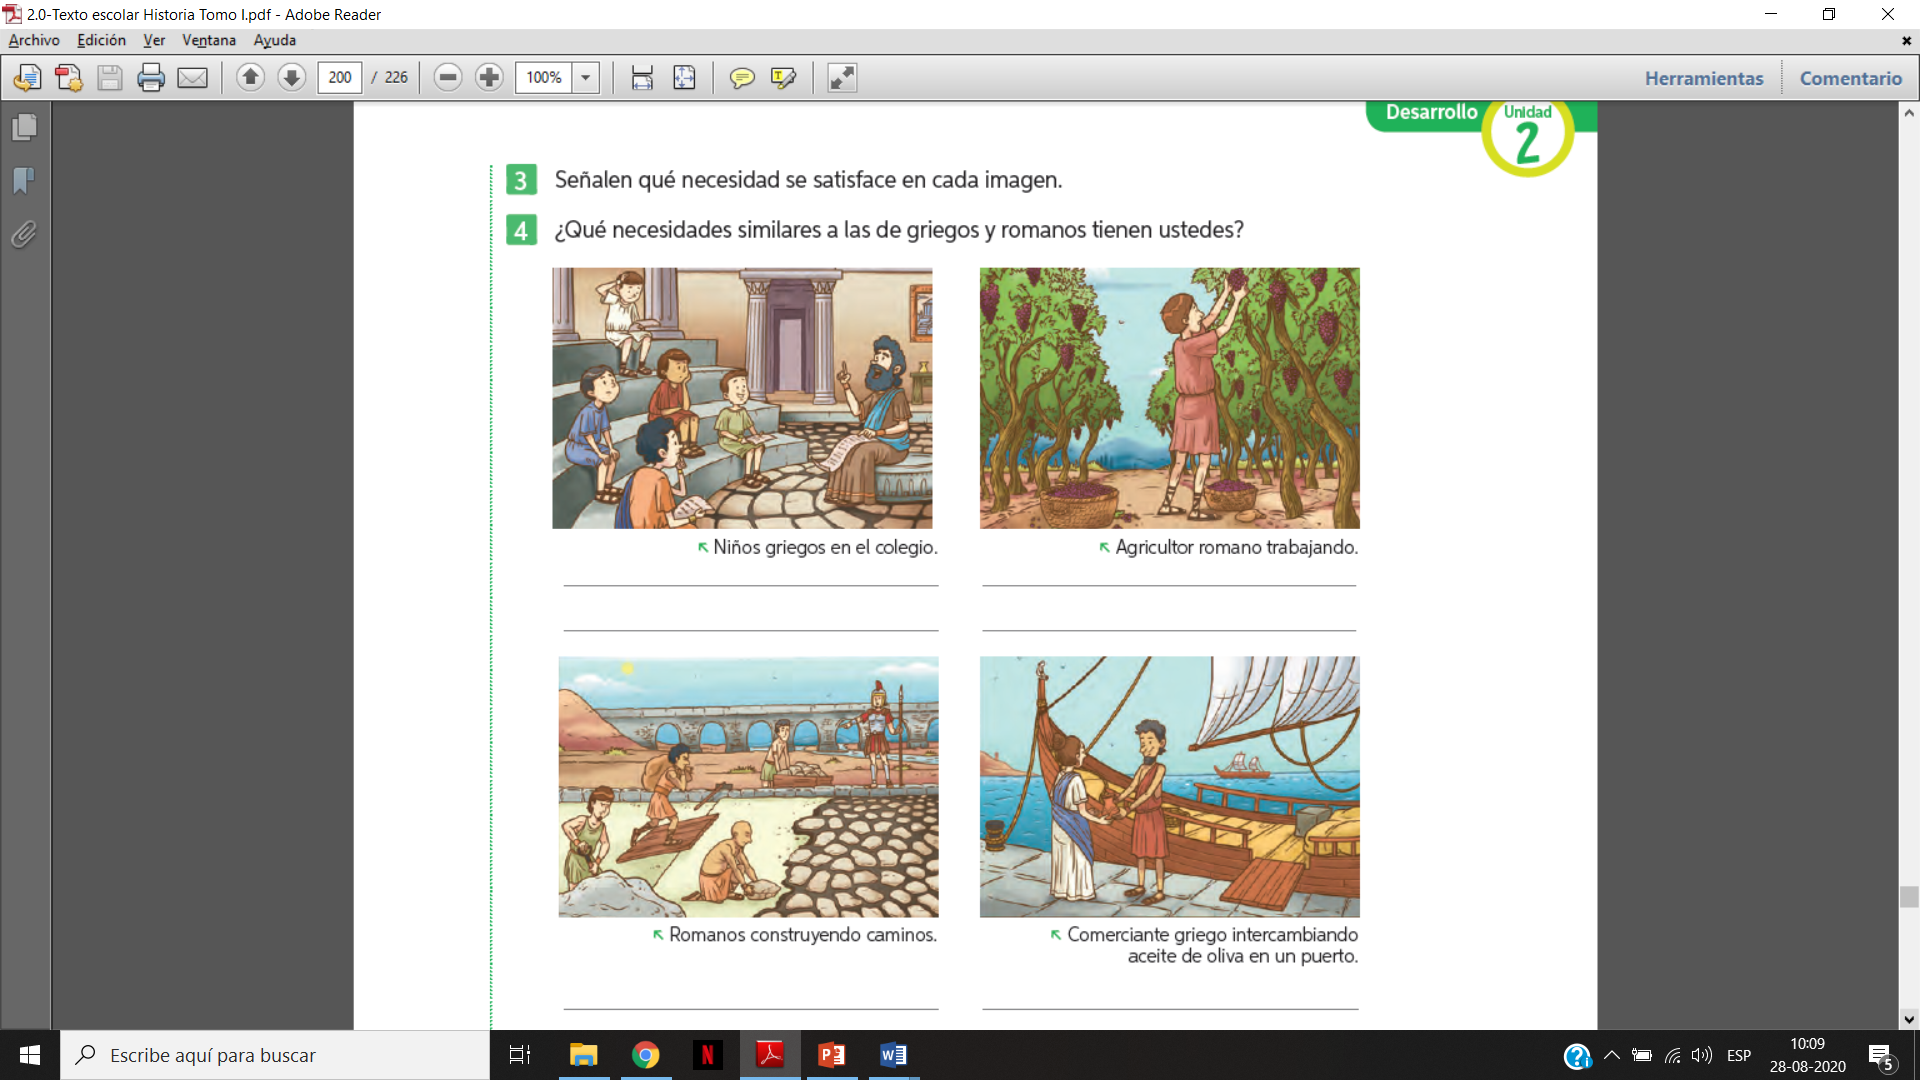 2.0-Texto escolar Historia Tomo I.pdf - Adobe Reader
Archivo Edición Ver Ventana Ayuda
200 / 226 100% Herramientas Comentario
Desarrollo Unidad 2
3 Señalen qué necesidad se satisface en cada imagen.
4 ¿Qué necesidades similares a las de griegos y romanos tienen ustedes?
Niños griegos en el colegio.
Agricultor romano trabajando.
Romanos construyendo caminos.
Comerciante griego intercambiando
aceite de oliva en un puerto.
Escribe aquí para buscar
ESP
10:09
28-08-2020
5